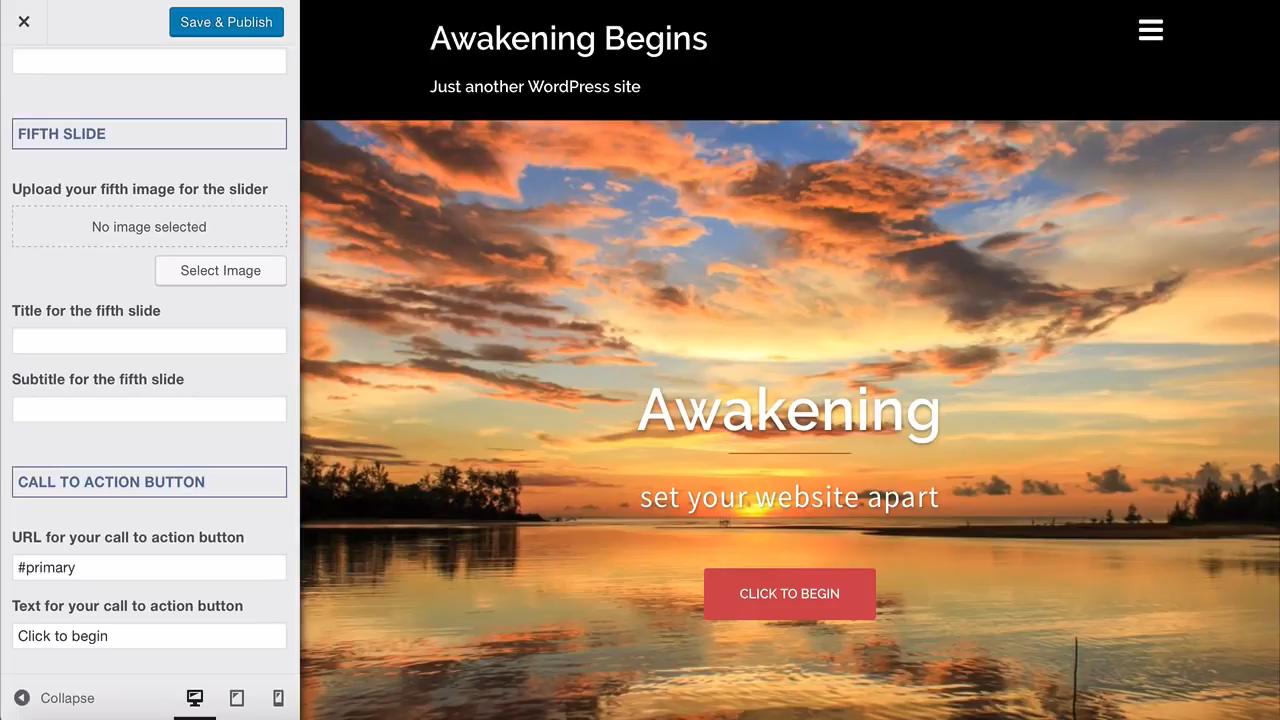 Save & Publish
FIFTH SLIDE
Upload your fifth image for the slider
No image selected
Select Image
Title for the fifth slide
Subtitle for the fifth slide
CALL TO ACTION BUTTON
URL for your call to action button
#primary
Text for your call to action button
Click to begin
Collapse
Awakening Begins
Just another WordPress site
Awakening
set your website apart
CLICK TO BEGIN